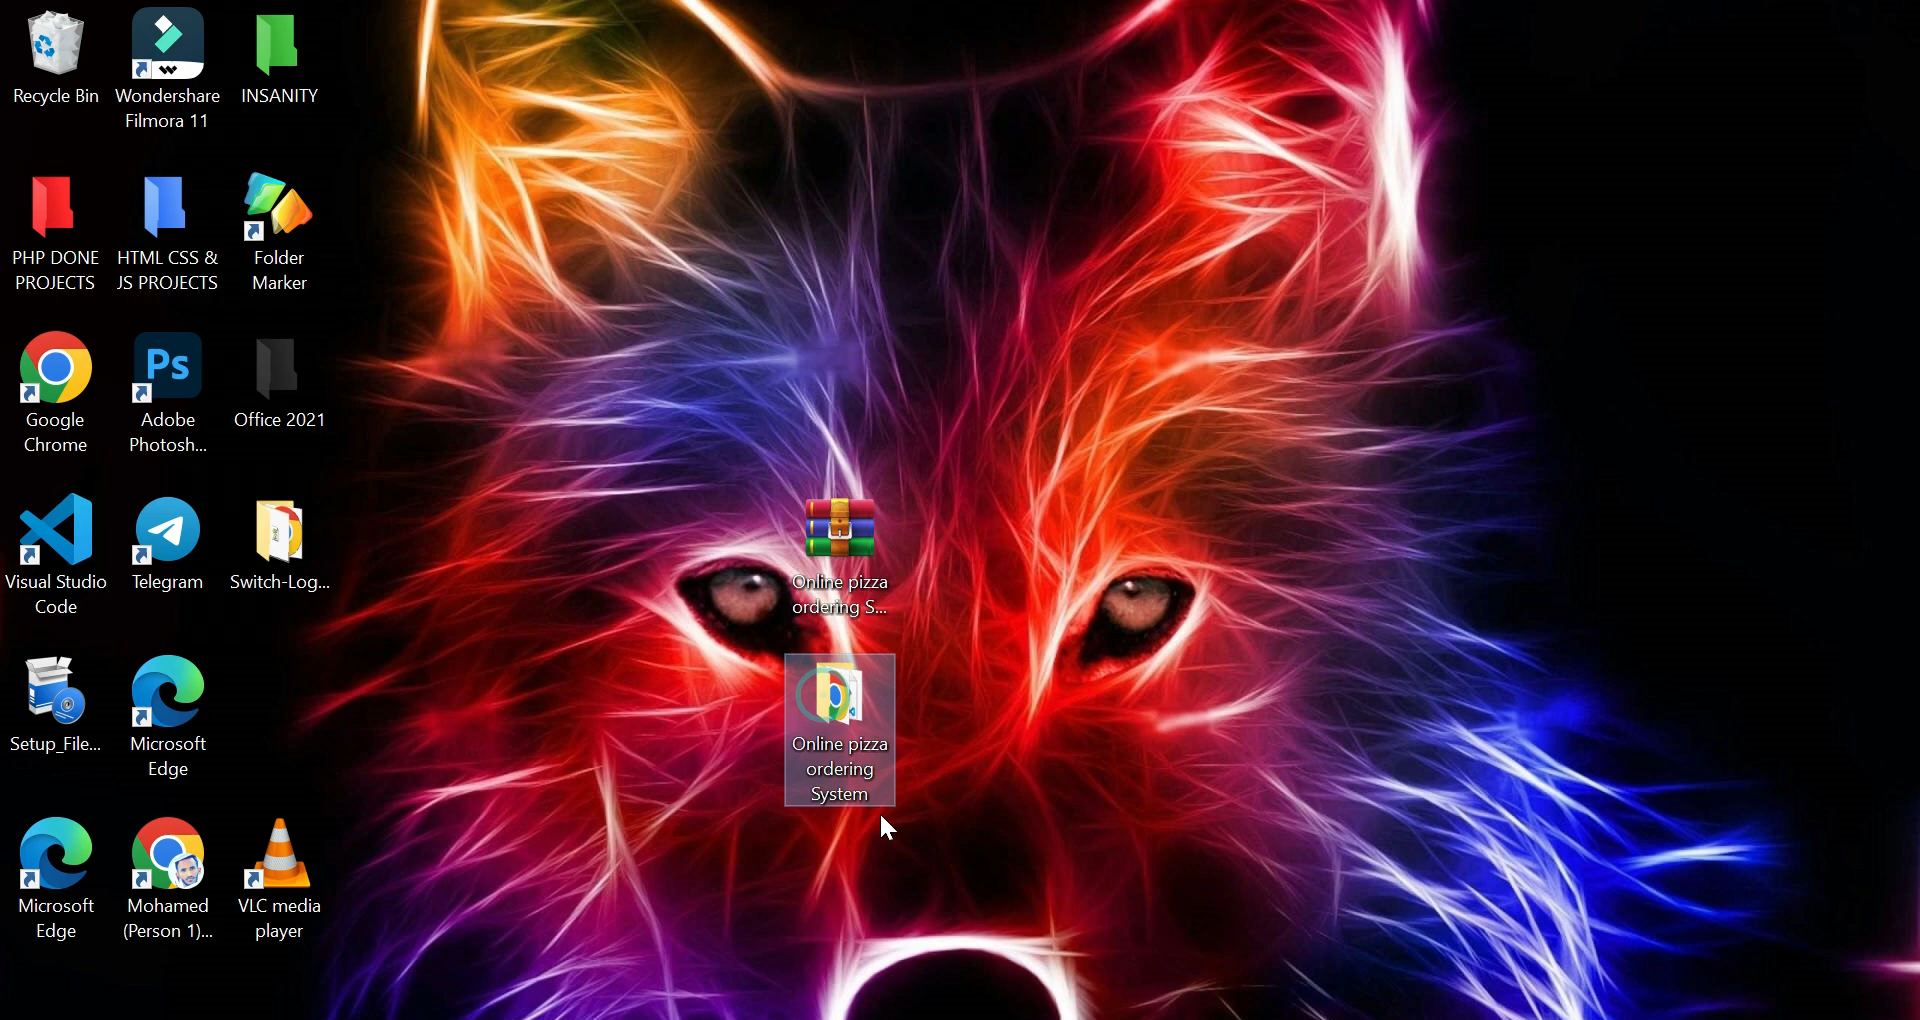 Recycle Bin
Wondershare
Filmora 11
INSANITY
PHP DONE
PROJECTS
HTML CSS &
JS PROJECTS
Folder
Marker
Google
Chrome
Ps
Adobe
Photosh...
Office 2021
Visual Studio
Code
Telegram
Switch-Log...
Online pizza
ordering S...
Setup_File...
Microsoft
Edge
Online pizza
ordering
System
Microsoft
Edge
Mohamed
(Person 1)...
VLC media
player